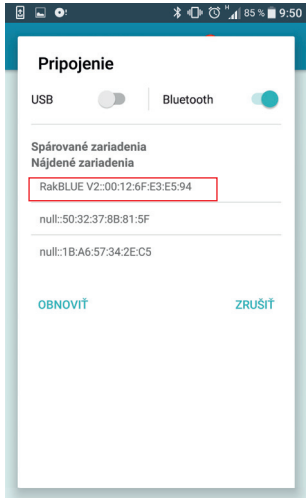 H 85 % 9:50
Pripojenie
USB Bluetooth
Spárované zariadenia
Nájdené zariadenia
RakBLUE V2::00:12:6F:E3:E5:94
null::50:32:37:8B:81:5F
null::1B:A6:57:34:2E:C5
OBNOVIŤ ZRUŠIŤ